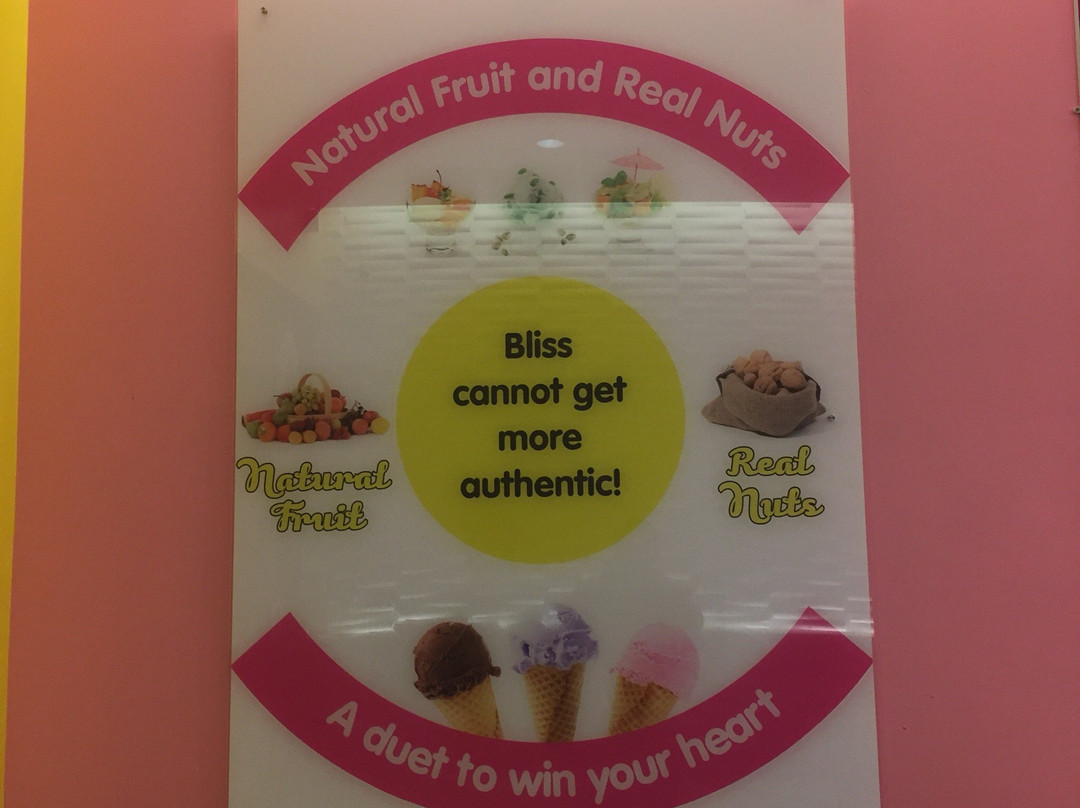 Natural Fruit and Real Nuts
Bliss
cannot get
more
authentic!
Natural
Fruit
Real
Nuts
A duet to win your heart